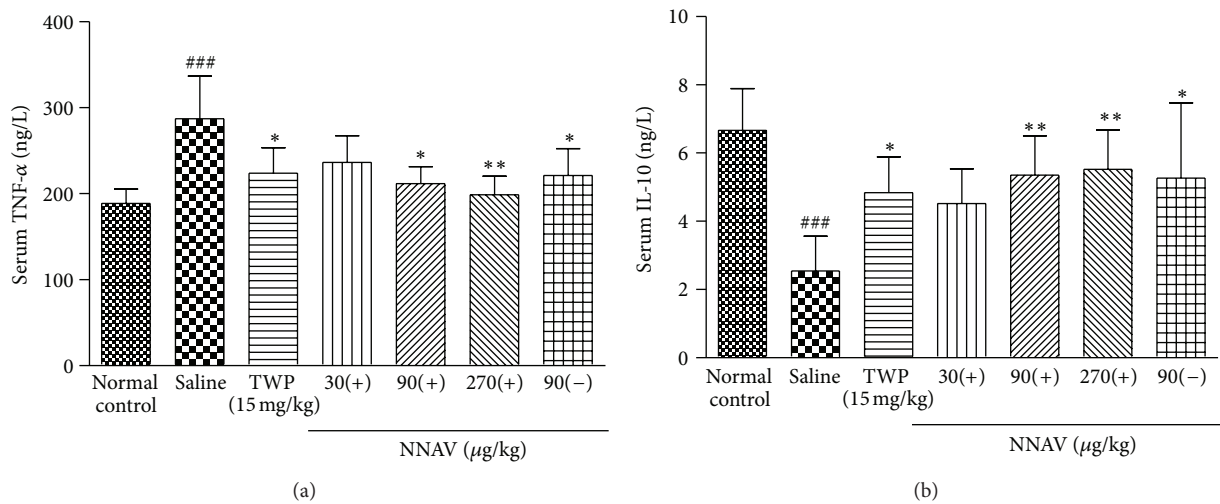 400
300
200
100
0
Serum TNF-α (ng/L)
###
*
*
**
*
Normal control
Saline
TWP (15 mg/kg)
30(+)
90(+)
270(+)
90(−)
NNAV (μg/kg)
(a)
10
8
6
4
2
0
Serum IL-10 (ng/L)
###
*
**
**
*
Normal control
Saline
TWP (15 mg/kg)
30(+)
90(+)
270(+)
90(−)
NNAV (μg/kg)
(b)